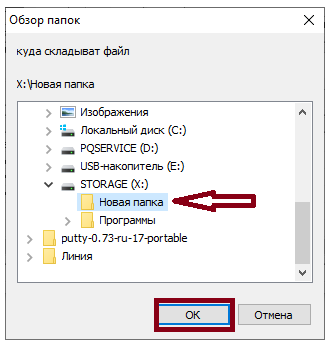 Обзор папок
куда складыват файл
X:\Новая папка
Изображения
Локальный диск (C:)
PQSERVICE (D:)
USB-накопитель (E:)
STORAGE (X:)
Новая папка
Программы
putty-0.73-ru-17-portable
Линия
ОК
Отмена